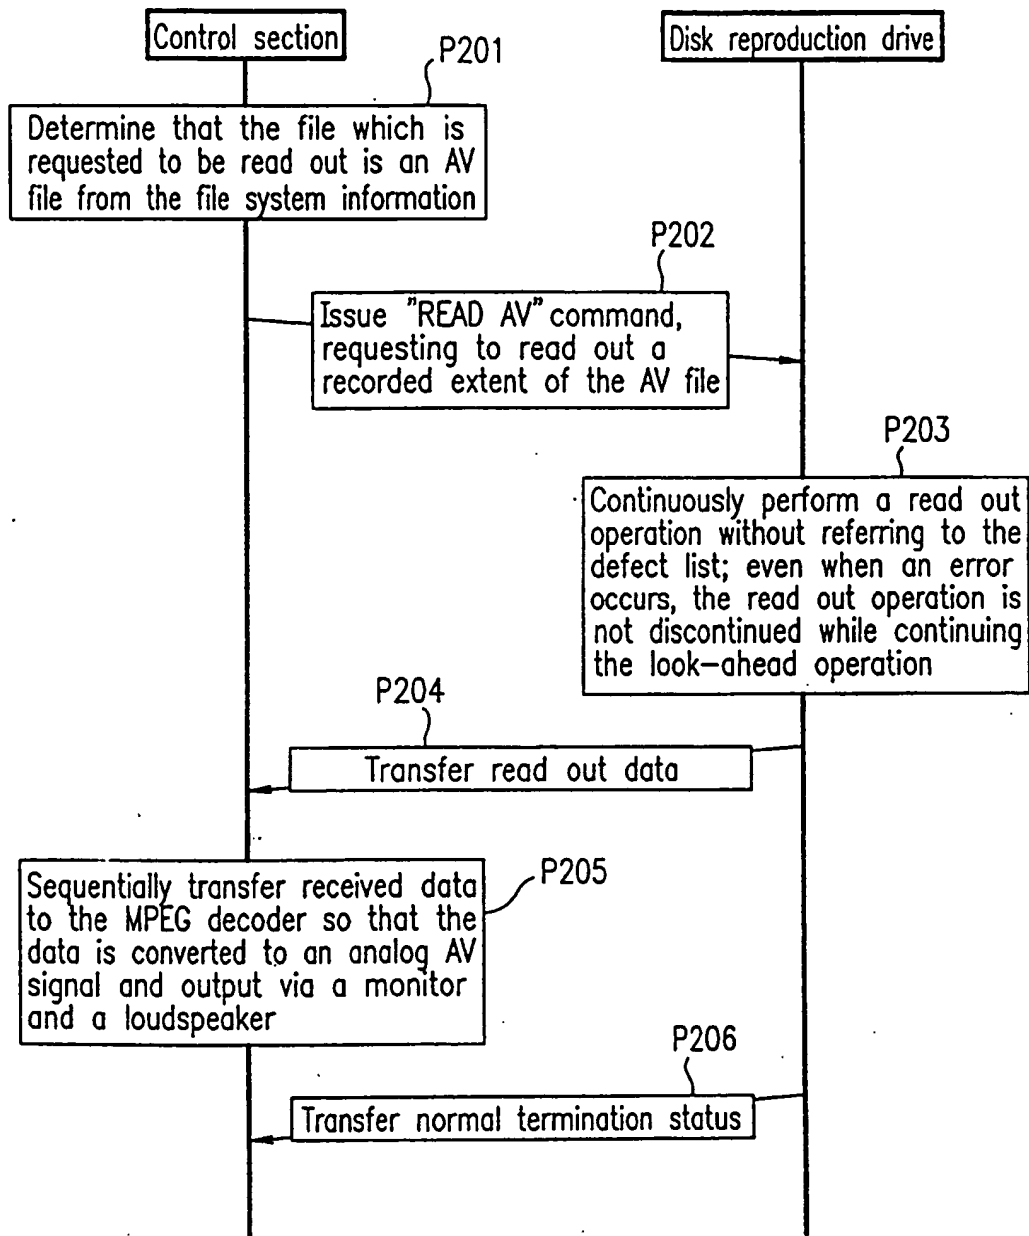 Control section
Disk reproduction drive
P201
Determine that the file which is
requested to be read out is an AV
file from the file system information
P202
Issue "READ AV" command,
requesting to read out a
recorded extent of the AV file
P203
Continuously perform a read out
operation without referring to the
defect list; even when an error
occurs, the read out operation is
not discontinued while continuing
the look-ahead operation
P204
Transfer read out data
P205
Sequentially transfer received data
to the MPEG decoder so that the
data is converted to an analog AV
signal and output via a monitor
and a loudspeaker
P206
Transfer normal termination status